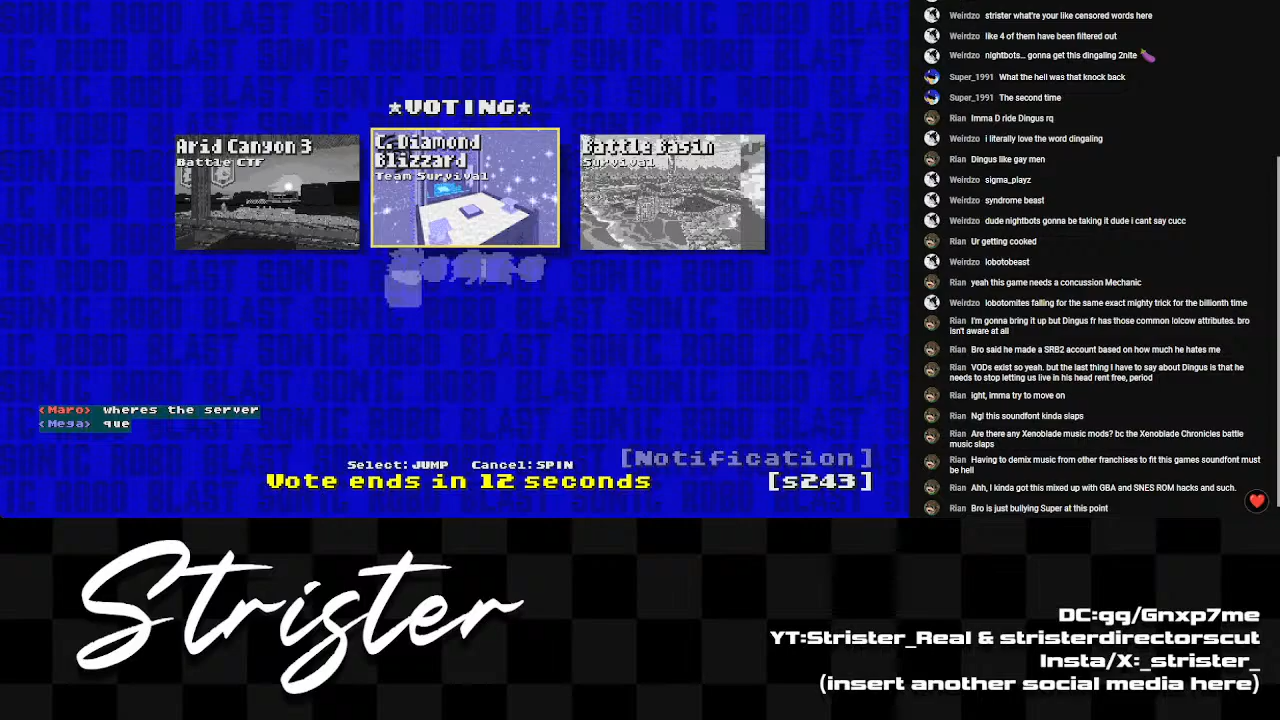 *VOTING*
Arid Canyon 3
Battle CTF
C. Diamond
Blizzard
Team Survival
Battle Basin
Survival
<Maro> Wheres the server
<Mega> que
Select:JUMP Cancel:SPIN
[Notification]
Vote ends in 12 seconds
[s243]
Weirdzo strister what're your like censored words here
Weirdzo like 4 of them have been filtered out
Weirdzo nightbots... gonna get this dingaling 2nite 🍆
Super_1991 What the hell was that knock back
Super_1991 The second time
Rian Imma D ride Dingus rq
Weirdzo i literally love the word dingaling
Rian Dingus like gay men
Weirdzo sigma_playz
Weirdzo syndrome beast
Weirdzo dude nightbots gonna be taking it dude i cant say cucc
Rian Ur getting cooked
Weirdzo lobotobeast
Rian yeah this game needs a concussion Mechanic
Weirdzo lobotomites falling for the same exact mighty trick for the billionth time
Rian I'm gonna bring it up but Dingus fr has those common lolcow attributes. bro
isn't aware at all
Rian Bro said he made a SRB2 account based on how much he hates me
Rian VODs exist so yeah. but the last thing I have to say about Dingus is that he
needs to stop letting us live in his head rent free, period
Rian ight, imma try to move on
Rian Ngl this soundfont kinda slaps
Rian Are there any Xenoblade music mods? bc the Xenoblade Chronicles battle
music slaps
Rian Having to demix music from other franchises to fit this games soundfont must
be hell
Rian Ahh, I kinda got this mixed up with GBA and SNES ROM hacks and such.
Rian Bro is just bullying Super at this point
Strister
DC:gg/Gnxp7me
YT:Strister_Real & stristerdirectorscut
Insta/X:_strister_
(insert another social media here)